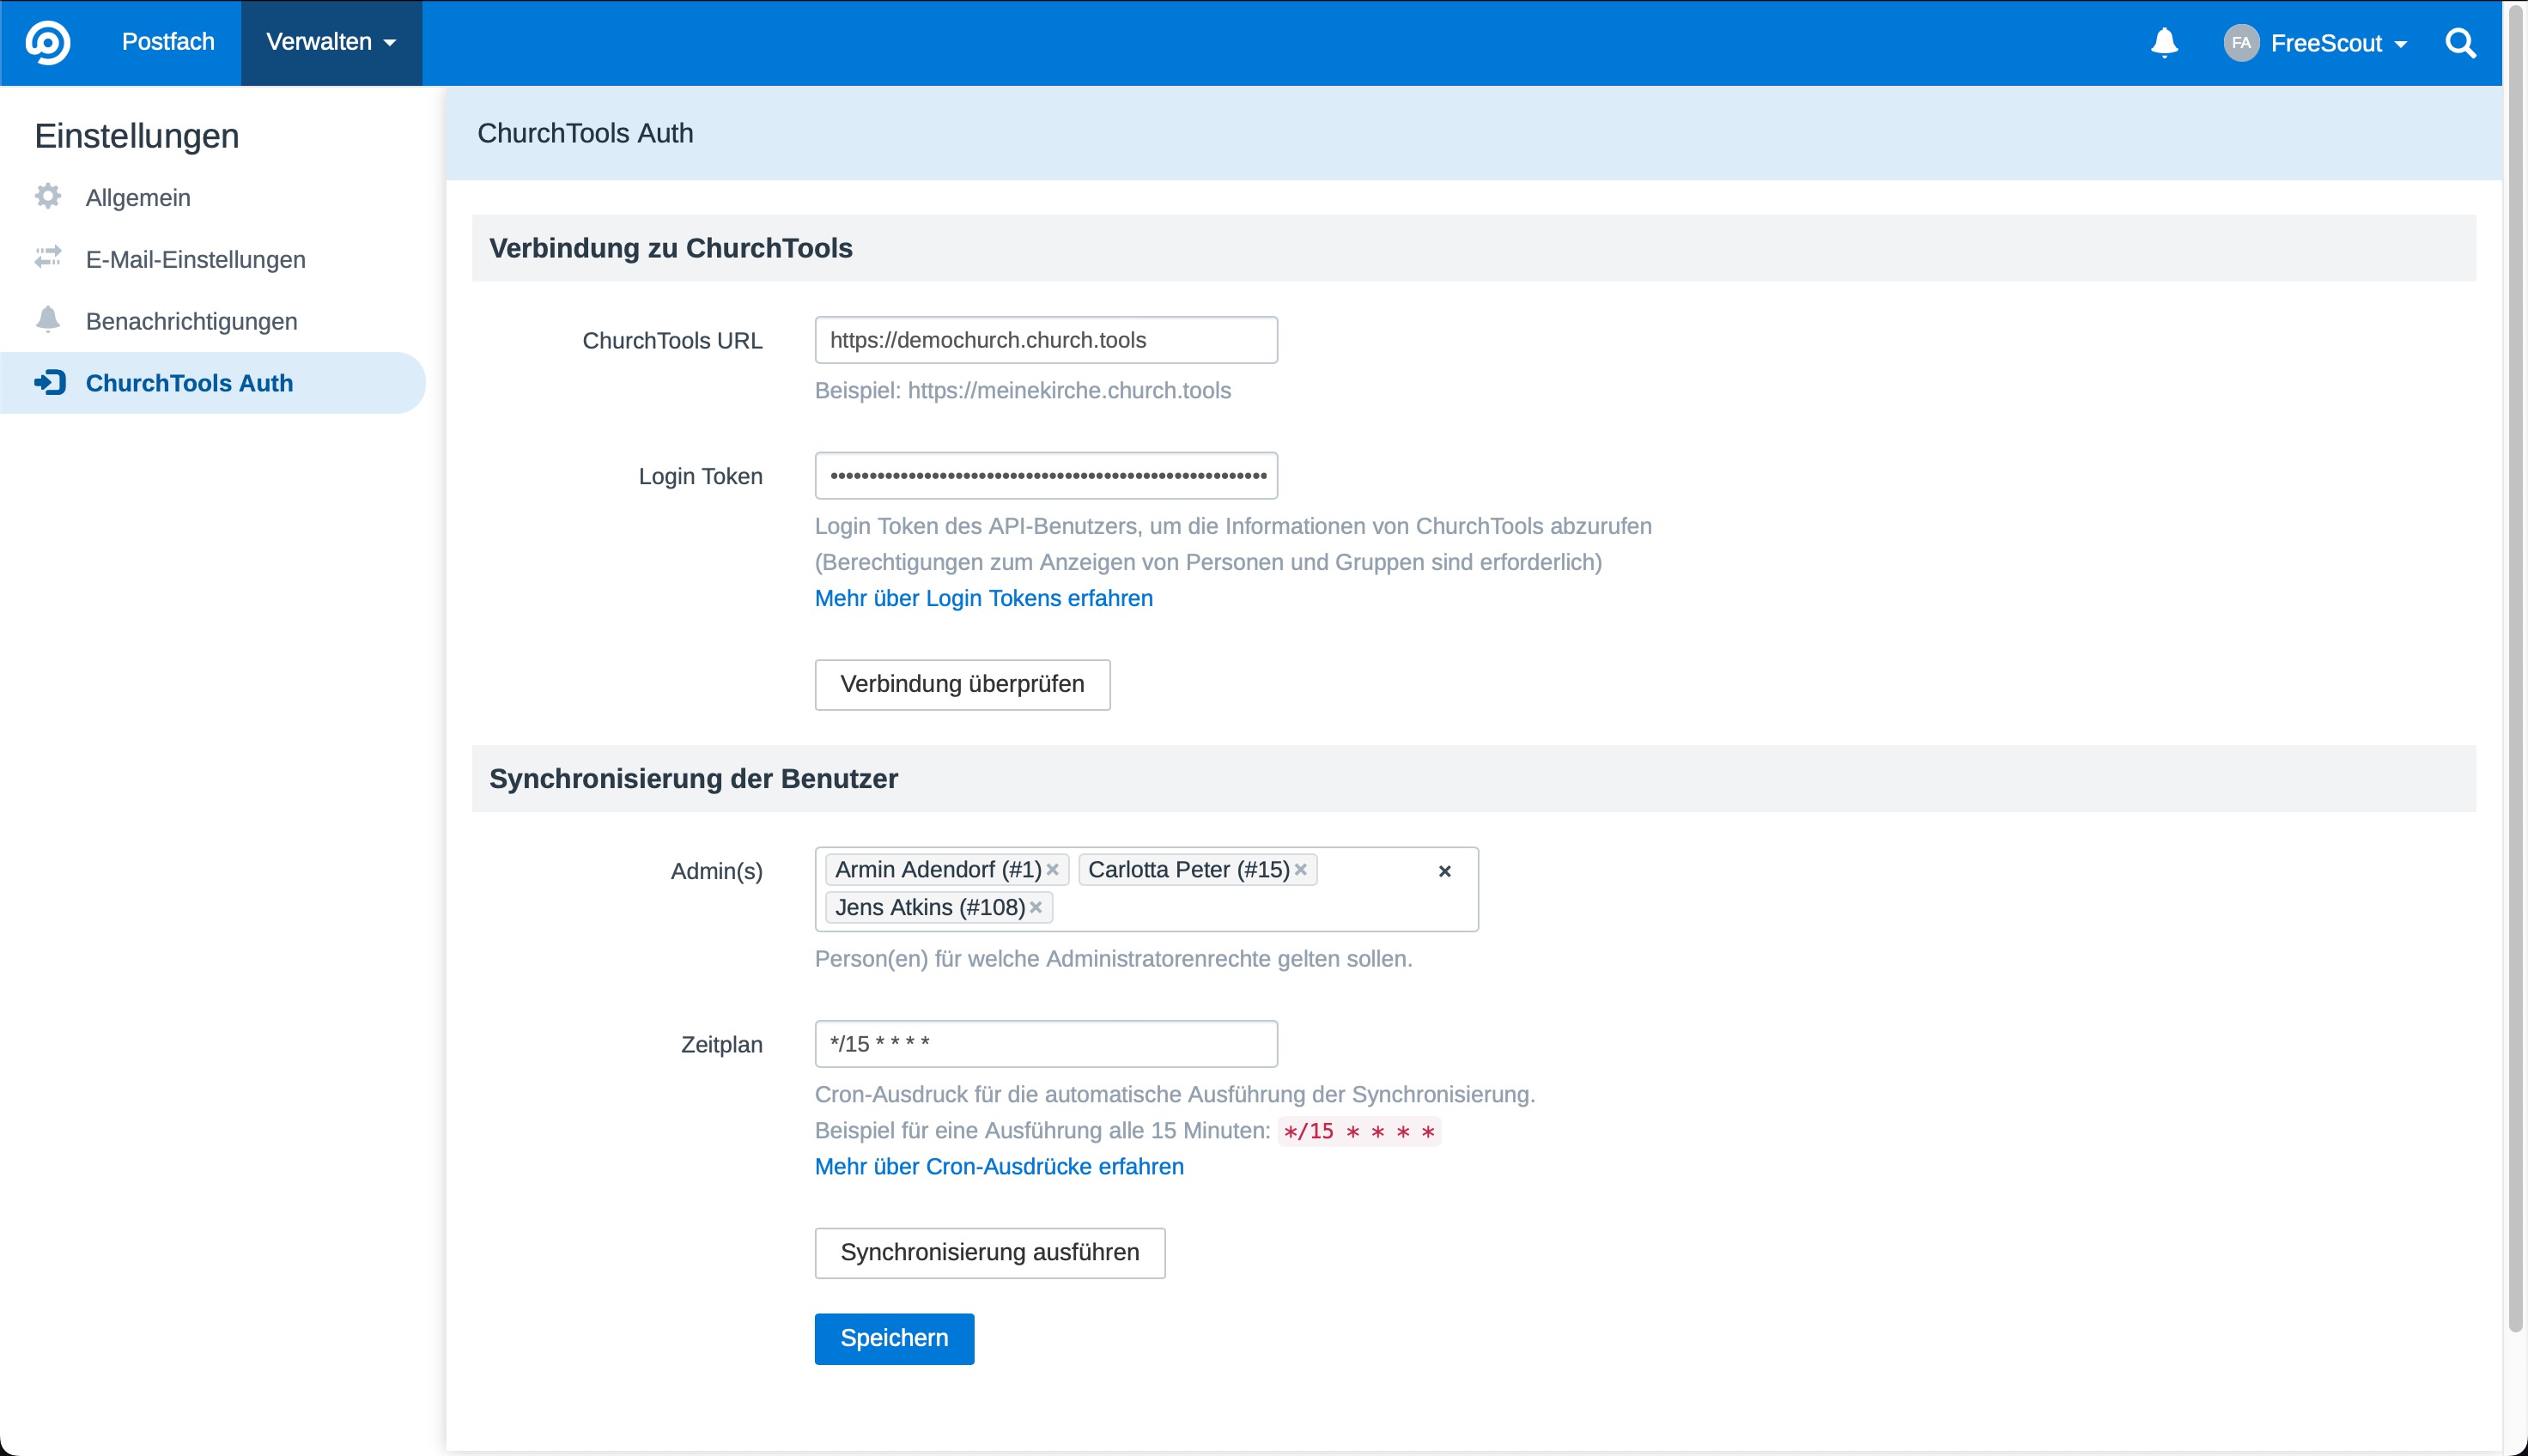 Postfach
Verwalten
FA
FreeScout
Einstellungen
Allgemein
E-Mail-Einstellungen
Benachrichtigungen
ChurchTools Auth
ChurchTools Auth
Verbindung zu ChurchTools
ChurchTools URL
https://demochurch.church.tools
Beispiel: https://meinekirche.church.tools
Login Token
Login Token des API-Benutzers, um die Informationen von ChurchTools abzurufen
(Berechtigungen zum Anzeigen von Personen und Gruppen sind erforderlich)
Mehr über Login Tokens erfahren
Verbindung überprüfen
Synchronisierung der Benutzer
Admin(s)
Armin Adendorf (#1)× Carlotta Peter (#15)× ×
Jens Atkins (#108)×
Person(en) für welche Administratorenrechte gelten sollen.
Zeitplan
*/15 * * * *
Cron-Ausdruck für die automatische Ausführung der Synchronisierung.
Beispiel für eine Ausführung alle 15 Minuten: */15 * * * *
Mehr über Cron-Ausdrücke erfahren
Synchronisierung ausführen
Speichern